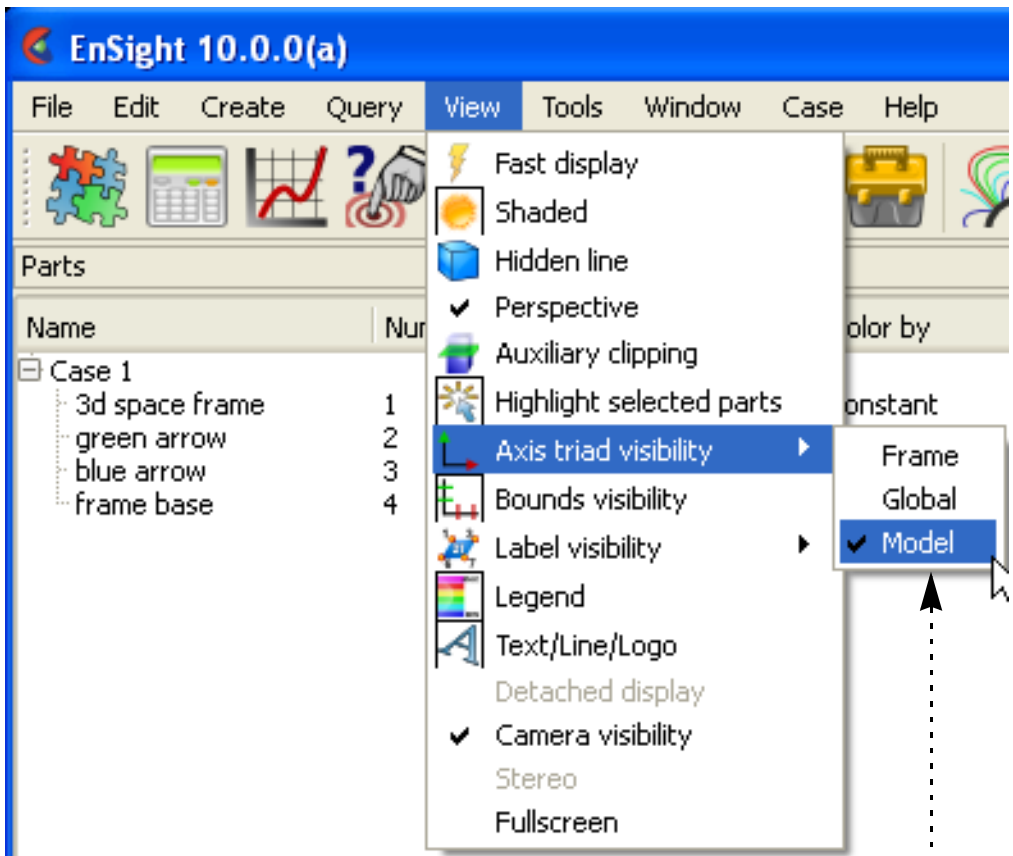 EnSight 10.0.0(a)
File Edit Create Query View Tools Window Case Help
Parts
Name
Case 1
3d space frame 1
green arrow 2
blue arrow 3
frame base 4
Fast display
Shaded
Hidden line
Perspective
Auxiliary clipping
Highlight selected parts
Axis triad visibility
Bounds visibility
Label visibility
Legend
Text/Line/Logo
Detached display
Camera visibility
Stereo
Fullscreen
Frame
Global
Model